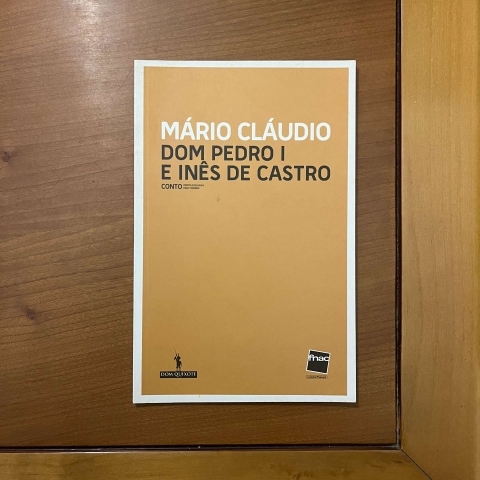 MÁRIO CLÁUDIO
DOM PEDRO I
E INÊS DE CASTRO
CONTO
DOM QUIXOTE
fnac